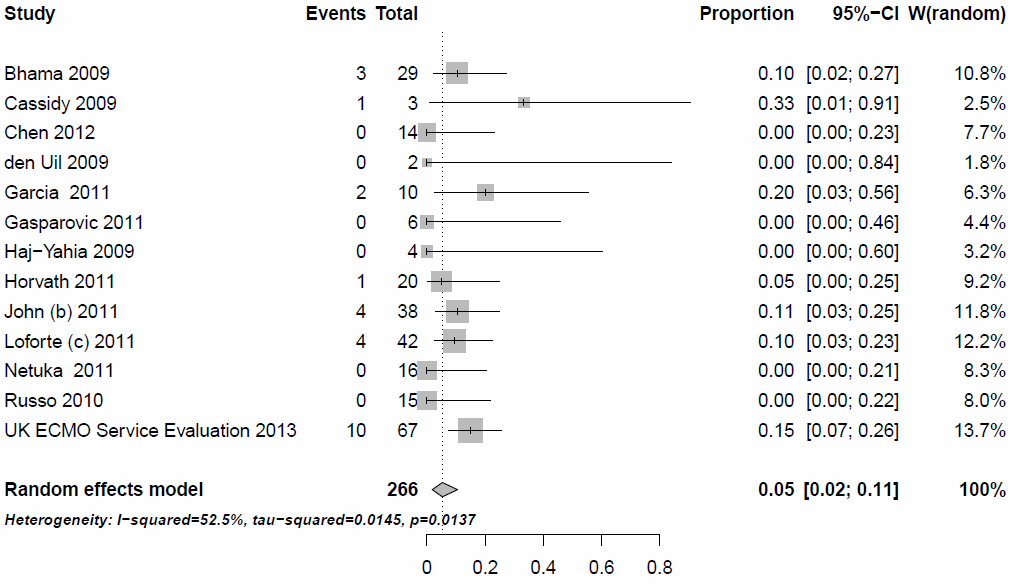 Study Events Total Proportion 95%−CI W(random)
Bhama 2009 3 29 0.10 [0.02; 0.27] 10.8%
Cassidy 2009 1 3 0.33 [0.01; 0.91] 2.5%
Chen 2012 0 14 0.00 [0.00; 0.23] 7.7%
den Uil 2009 0 2 0.00 [0.00; 0.84] 1.8%
Garcia 2011 2 10 0.20 [0.03; 0.56] 6.3%
Gasparovic 2011 0 6 0.00 [0.00; 0.46] 4.4%
Haj−Yahia 2009 0 4 0.00 [0.00; 0.60] 3.2%
Horvath 2011 1 20 0.05 [0.00; 0.25] 9.2%
John (b) 2011 4 38 0.11 [0.03; 0.25] 11.8%
Loforte (c) 2011 4 42 0.10 [0.03; 0.23] 12.2%
Netuka 2011 0 16 0.00 [0.00; 0.21] 8.3%
Russo 2010 0 15 0.00 [0.00; 0.22] 8.0%
UK ECMO Service Evaluation 2013 10 67 0.15 [0.07; 0.26] 13.7%
Random effects model 266 0.05 [0.02; 0.11] 100%
Heterogeneity: I−squared=52.5%, tau−squared=0.0145, p=0.0137
0 0.2 0.4 0.6 0.8